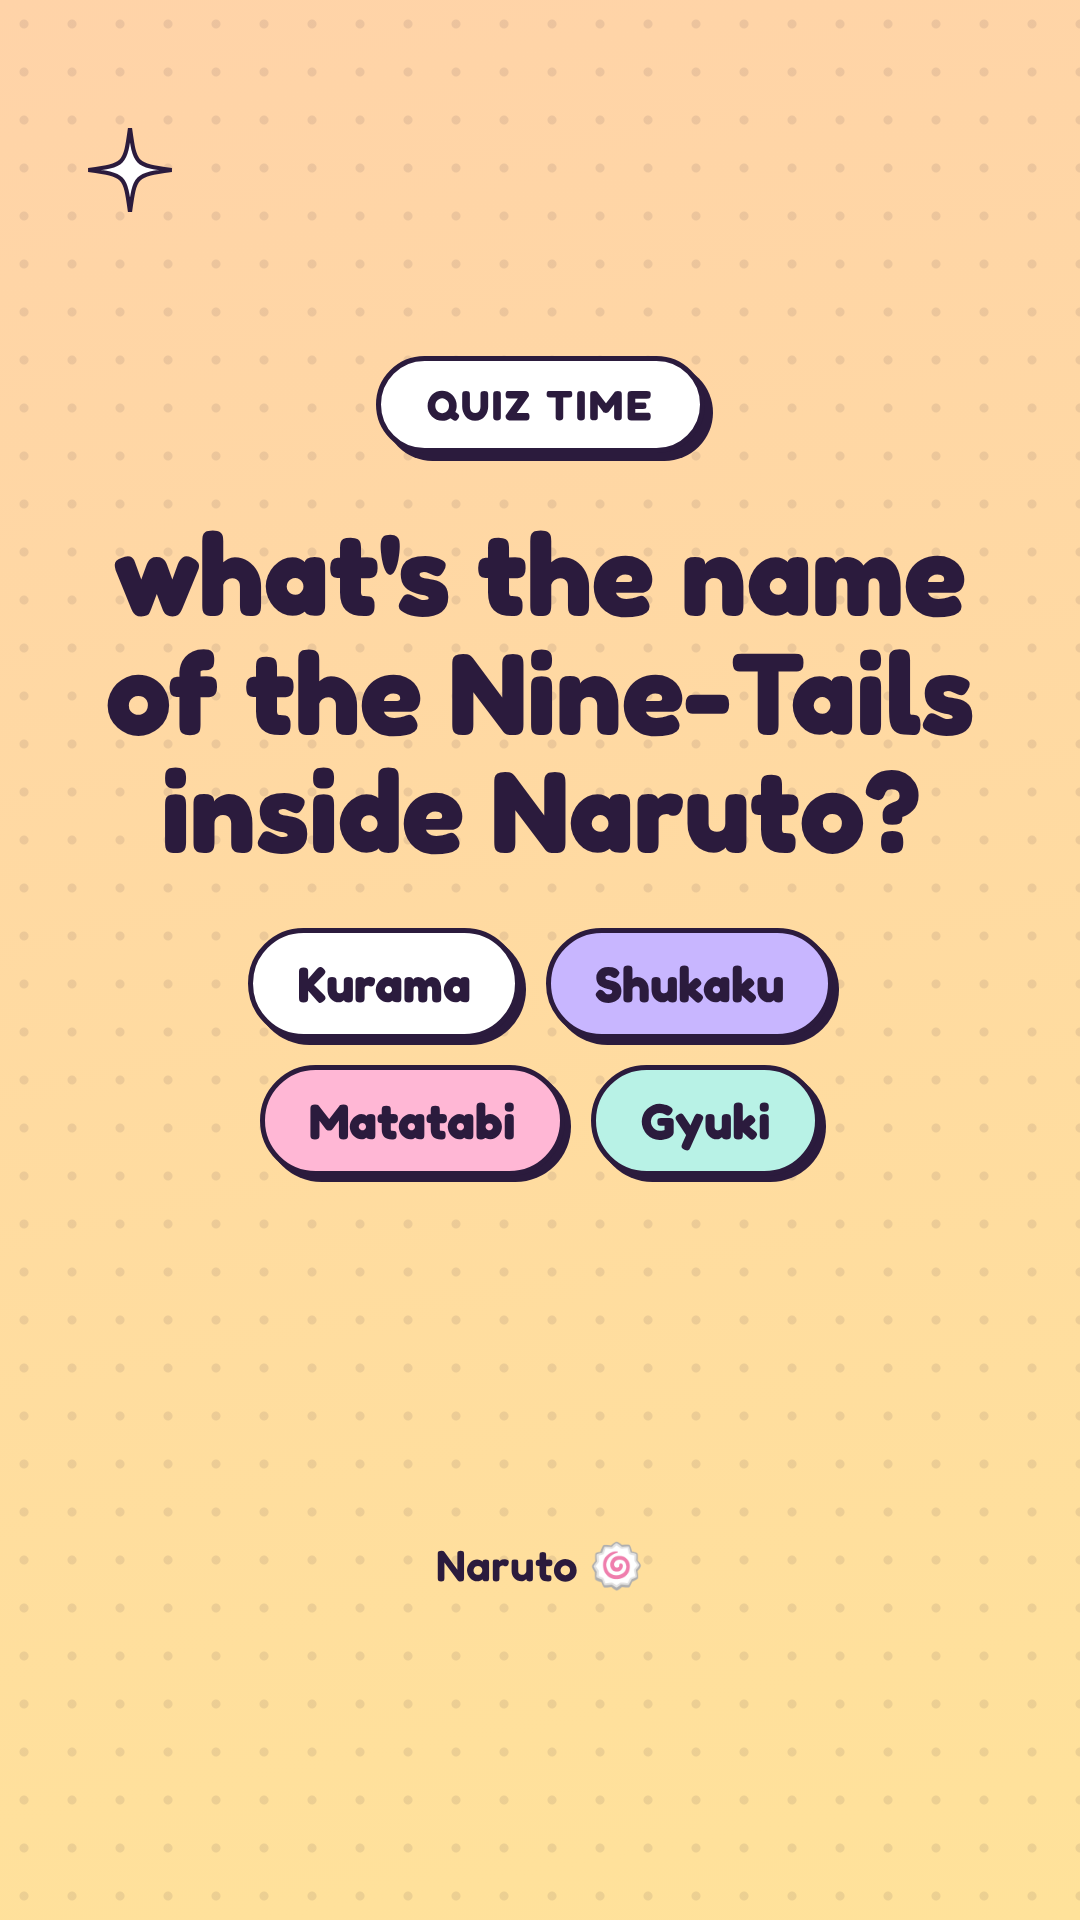 QUIZ TIME
what's the name
of the Nine-Tails
inside Naruto?
Kurama
Shukaku
Matatabi
Gyuki
Naruto 🍥